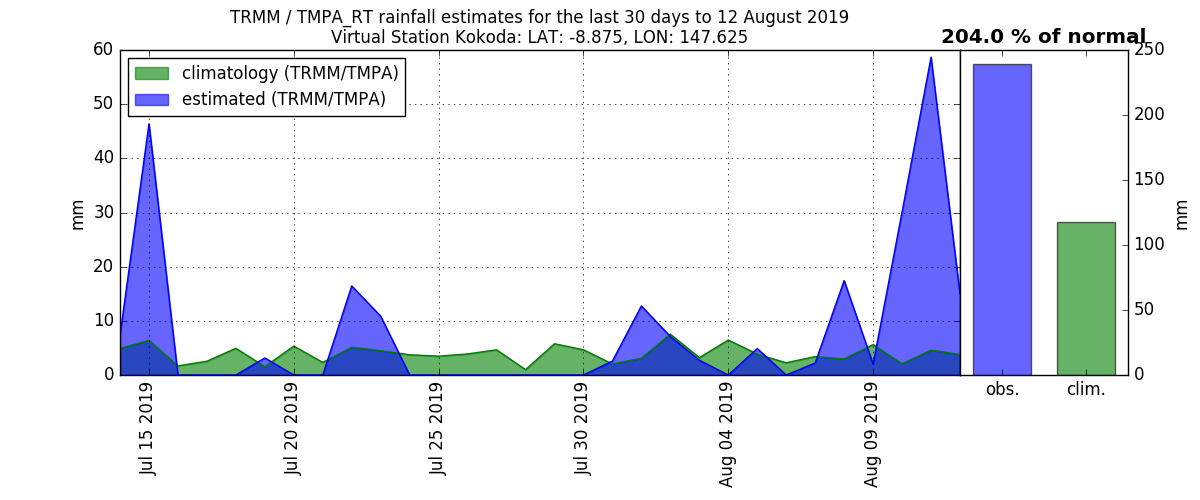 TRMM / TMPA_RT rainfall estimates for the last 30 days to 12 August 2019
Virtual Station Kokoda: LAT: -8.875, LON: 147.625
204.0 % of normal
climatology (TRMM/TMPA)
estimated (TRMM/TMPA)
60
50
40
30
20
10
0
mm
Jul 15 2019
Jul 20 2019
Jul 25 2019
Jul 30 2019
Aug 04 2019
Aug 09 2019
obs.
clim.
250
200
150
100
50
0
mm